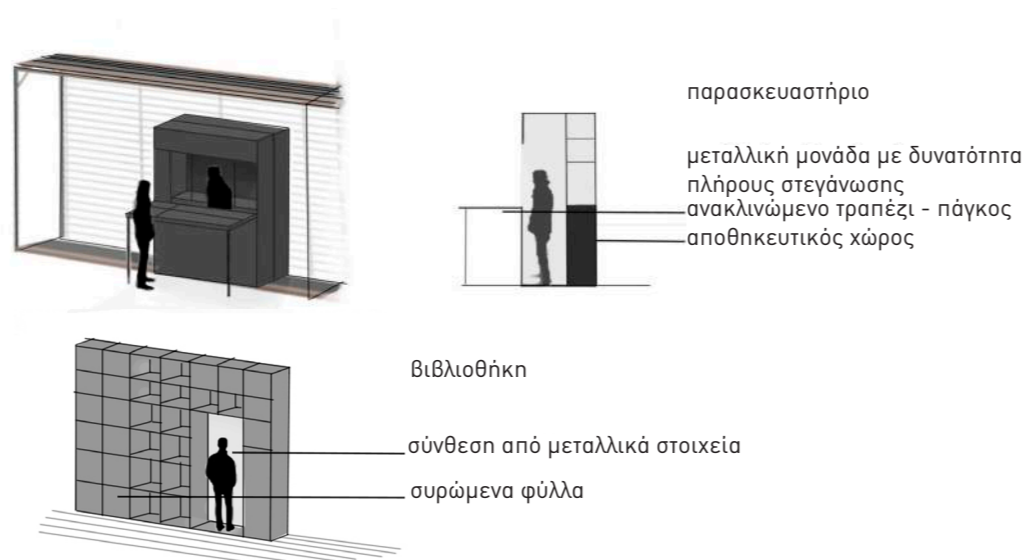 παρασκευαστήριο
μεταλλική μονάδα με δυνατότητα
πλήρους στεγάνωσης
ανακλινώμενο τραπέζι - πάγκος
αποθηκευτικός χώρος
βιβλιοθήκη
σύνθεση από μεταλλικά στοιχεία
συρώμενα φύλλα